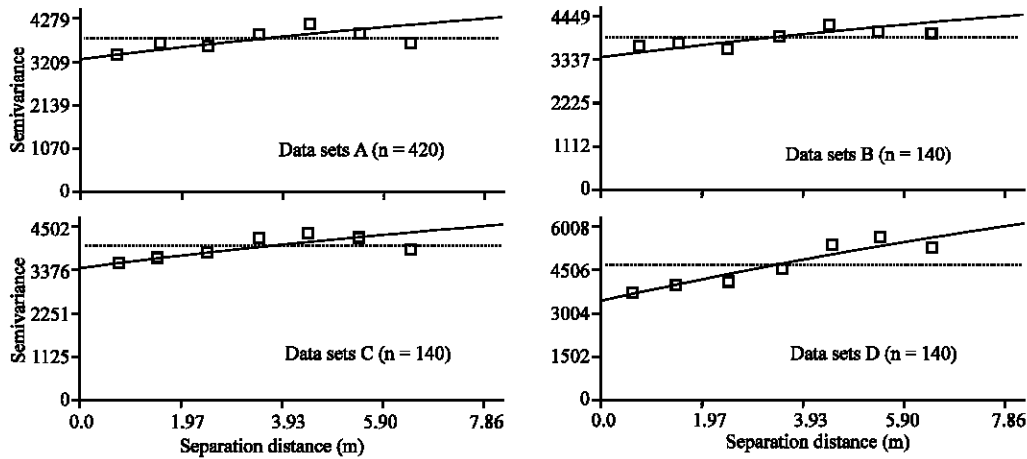 4279
3209
2139
1070
0
Semivariance
Data sets A (n = 420)
4449
3337
2225
1112
0
Data sets B (n = 140)
4502
3376
2251
1125
0
Semivariance
Data sets C (n = 140)
0.0 1.97 3.93 5.90 7.86
Separation distance (m)
6008
4506
3004
1502
0
Data sets D (n = 140)
0.0 1.97 3.93 5.90 7.86
Separation distance (m)